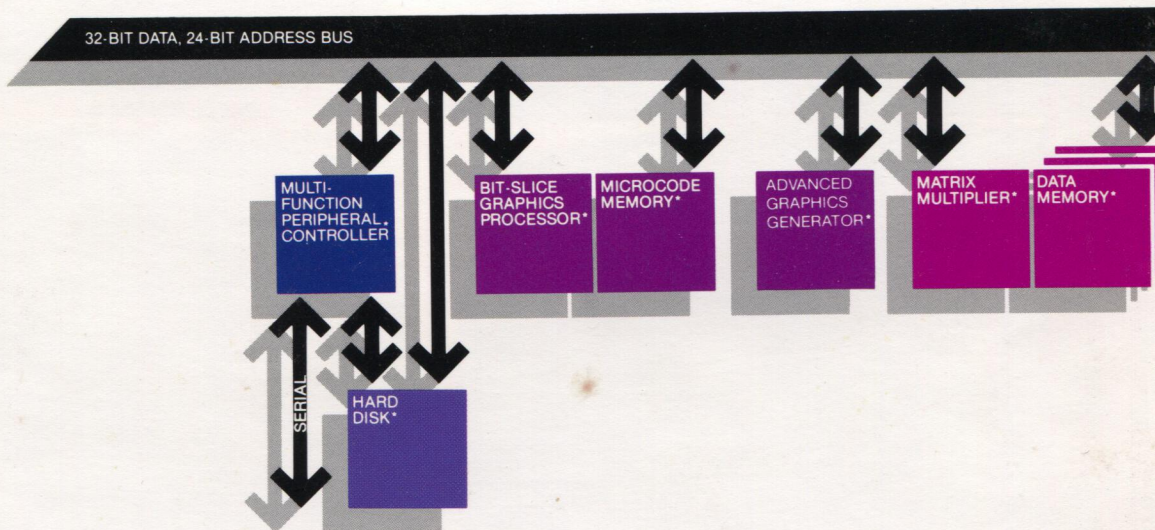 32-BIT DATA, 24-BIT ADDRESS BUS
MULTI-
FUNCTION
PERIPHERAL
CONTROLLER*
BIT-SLICE
GRAPHICS
PROCESSOR*
MICROCODE
MEMORY*
ADVANCED
GRAPHICS
GENERATOR*
MATRIX
MULTIPLIER*
DATA
MEMORY*
SERIAL
HARD
DISK*